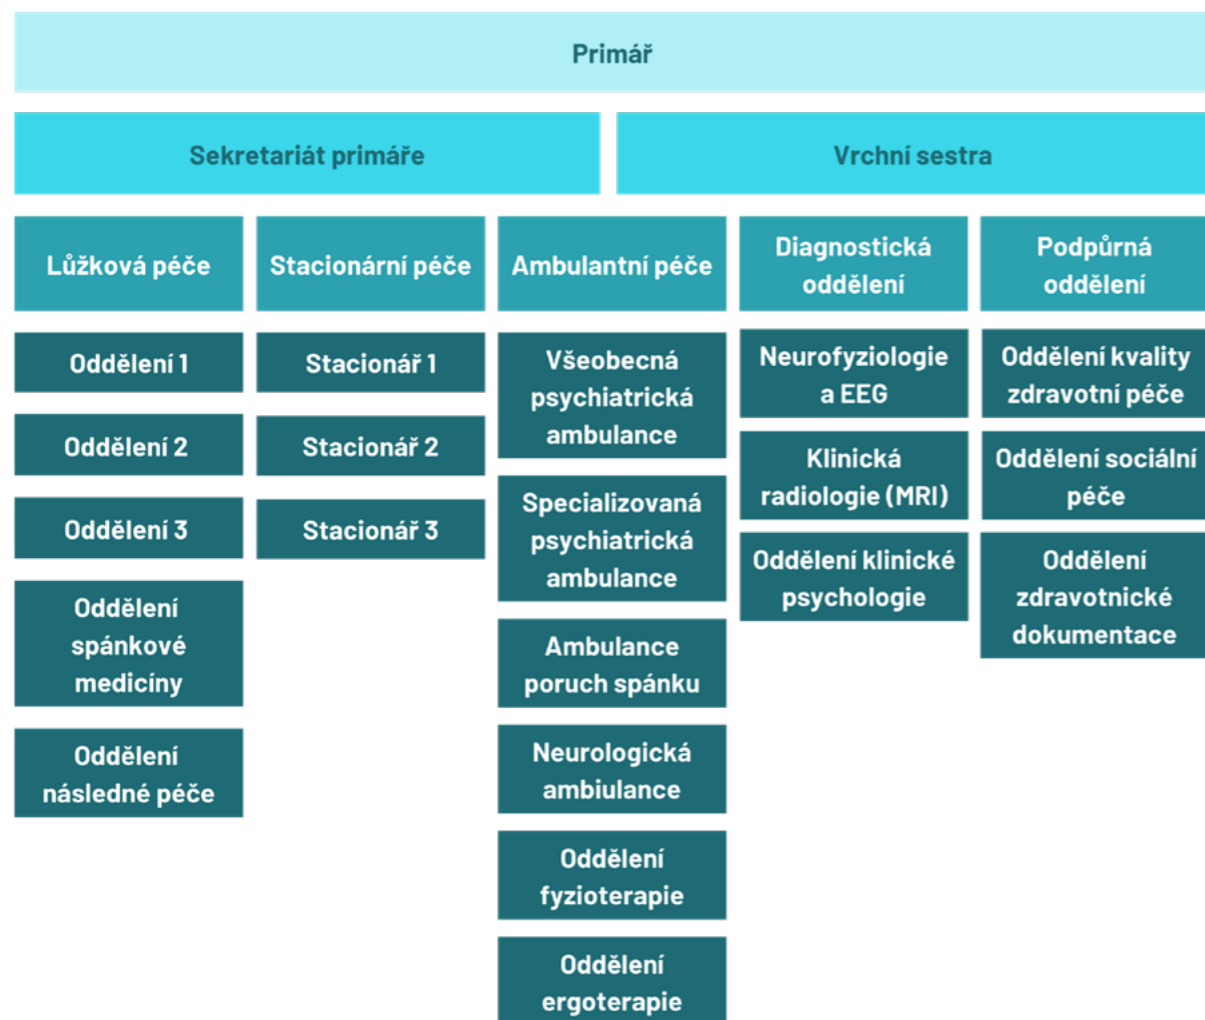 Primář
Sekretariát primáře
Vrchní sestra
Lůžková péče
Oddělení 1
Oddělení 2
Oddělení 3
Oddělení
spánkové
medicíny
Oddělení
následné péče
Stacionární péče
Stacionář 1
Stacionář 2
Stacionář 3
Ambulantní péče
Všeobecná
psychiatrická
ambulance
Specializovaná
psychiatrická
ambulance
Ambulance
poruch spánku
Neurologická
ambiulance
Oddělení
fyzioterapie
Oddělení
ergoterapie
Diagnostická
oddělení
Neurofyziologie
a EEG
Klinická
radiologie (MRI)
Oddělení klinické
psychologie
Podpůrná
oddělení
Oddělení kvality
zdravotní péče
Oddělení sociální
péče
Oddělení
zdravotnické
dokumentace